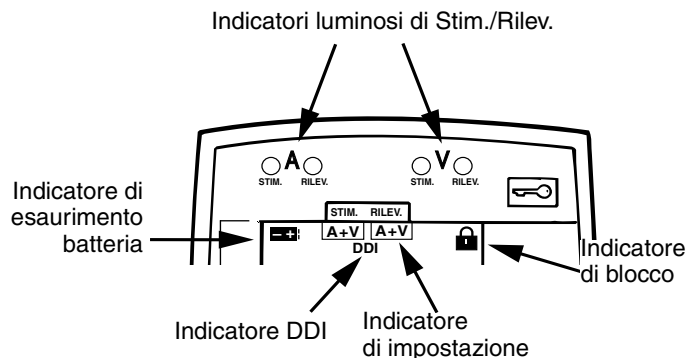 Indicatori luminosi di Stim./Rilev.
A
V
STIM. RILEV.
STIM. RILEV.
Indicatore di
esaurimento
batteria
STIM. RILEV.
A+V A+V
DDI
Indicatore
di blocco
Indicatore DDI
Indicatore
di impostazione